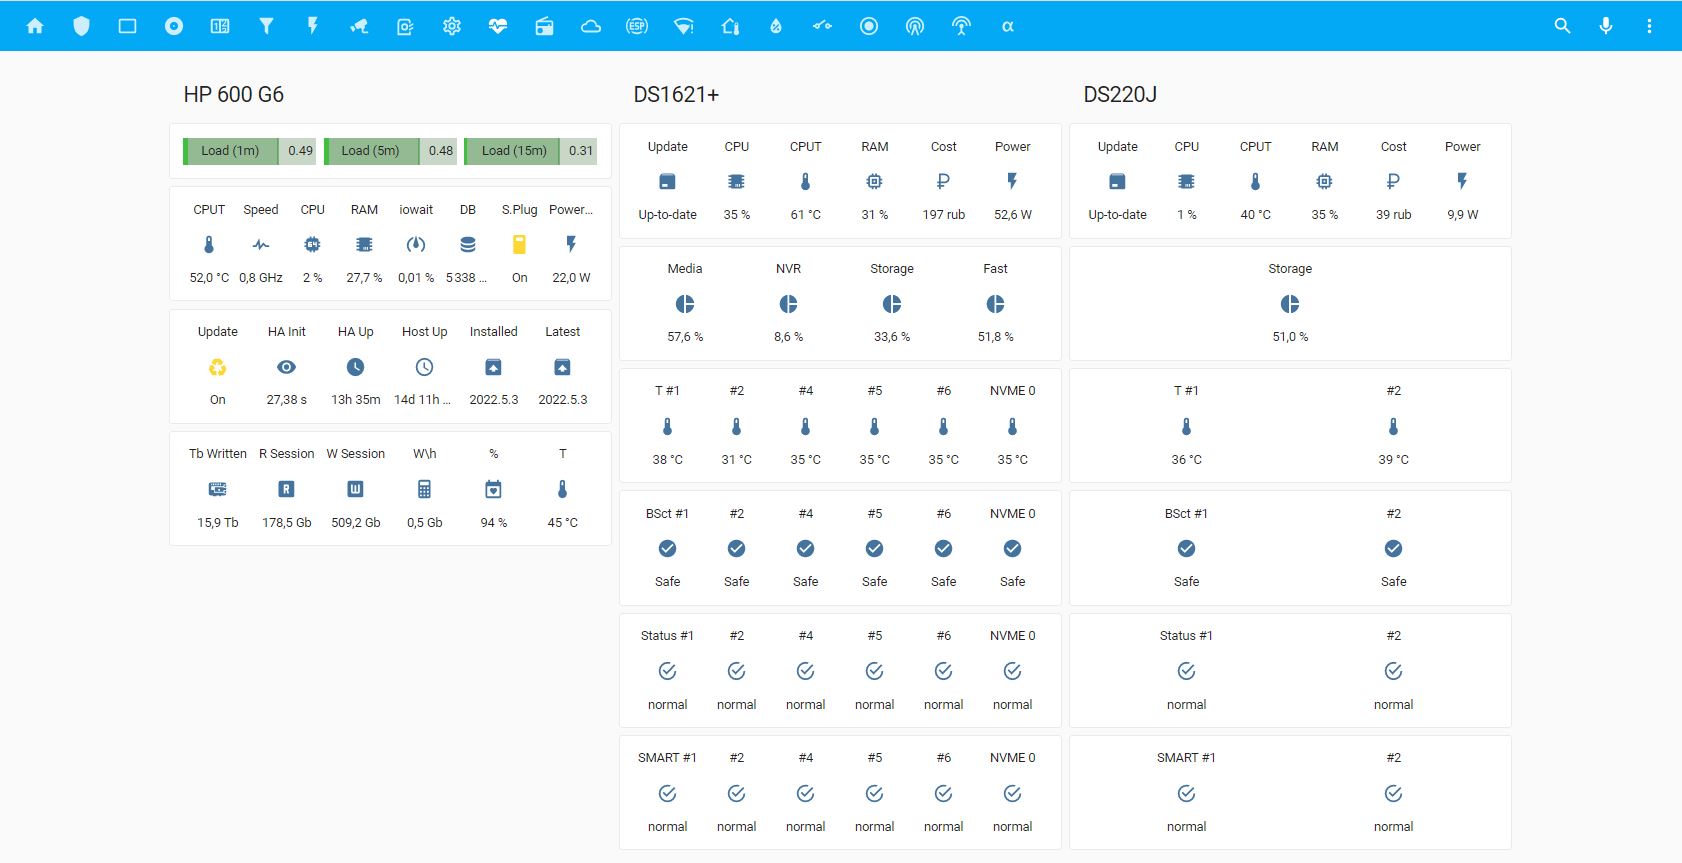 α
HP 600 G6
Load (1m) 0.49 Load (5m) 0.48 Load (15m) 0.31
CPUT Speed CPU RAM iowait DB S.Plug Power...
64
52,0 °C 0,8 GHz 2 % 27,7 % 0,01 % 5 338 ... On 22,0 W
Update HA Init HA Up Host Up Installed Latest
On 27,38 s 13h 35m 14d 11h ... 2022.5.3 2022.5.3
Tb Written R Session W Session W\h % T
R W
15,9 Tb 178,5 Gb 509,2 Gb 0,5 Gb 94 % 45 °C
DS1621+
Update CPU CPUT RAM Cost Power
Up-to-date 35 % 61 °C 31 % 197 rub 52,6 W
Media NVR Storage Fast
57,6 % 8,6 % 33,6 % 51,8 %
T #1 #2 #4 #5 #6 NVME 0
38 °C 31 °C 35 °C 35 °C 35 °C 35 °C
BSct #1 #2 #4 #5 #6 NVME 0
Safe Safe Safe Safe Safe Safe
Status #1 #2 #4 #5 #6 NVME 0
normal normal normal normal normal normal
SMART #1 #2 #4 #5 #6 NVME 0
normal normal normal normal normal normal
DS220J
Update CPU CPUT RAM Cost Power
Up-to-date 1 % 40 °C 35 % 39 rub 9,9 W
Storage
51,0 %
T #1 #2
36 °C 39 °C
BSct #1 #2
Safe Safe
Status #1 #2
normal normal
SMART #1 #2
normal normal